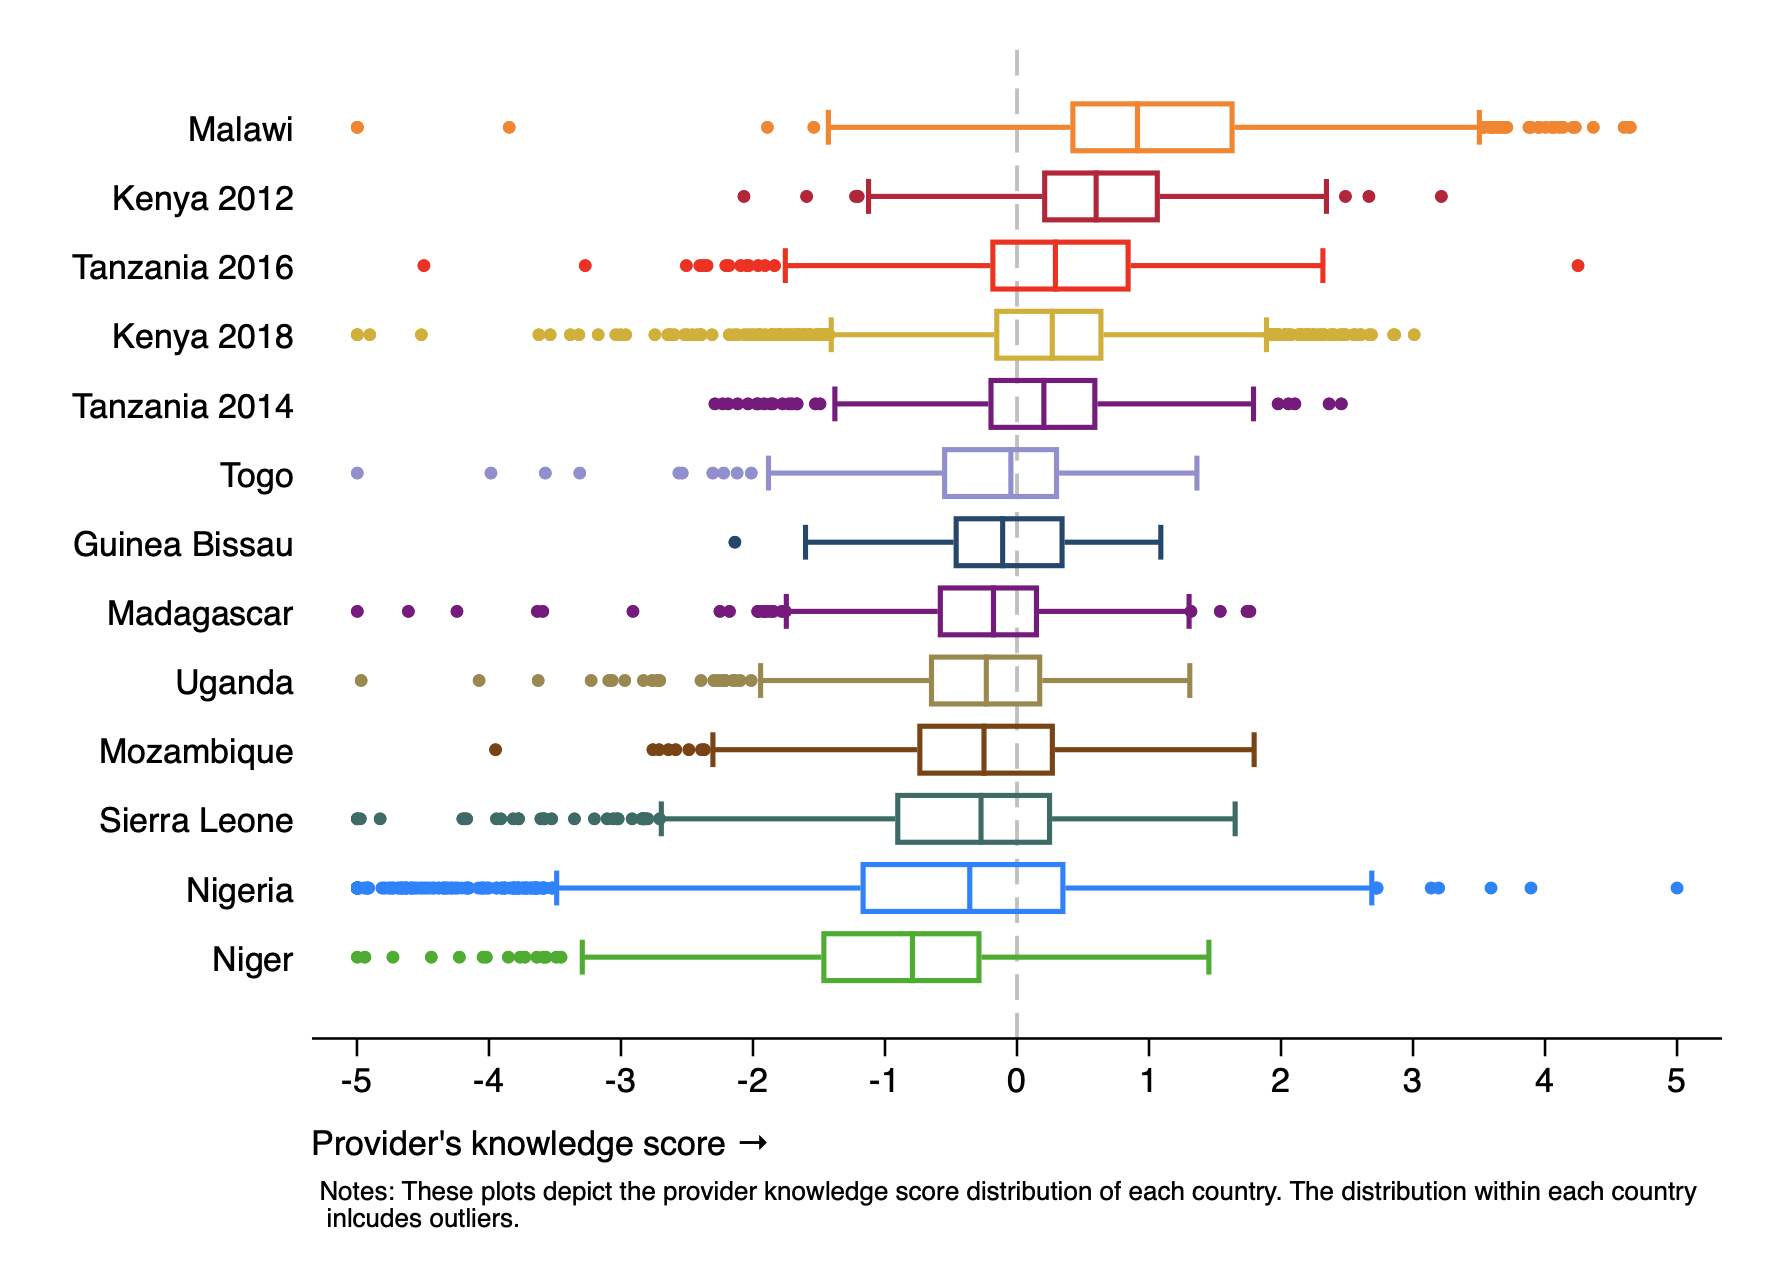 Malawi
Kenya 2012
Tanzania 2016
Kenya 2018
Tanzania 2014
Togo
Guinea Bissau
Madagascar
Uganda
Mozambique
Sierra Leone
Nigeria
Niger
-5 -4 -3 -2 -1 0 1 2 3 4 5
Provider's knowledge score →
Notes: These plots depict the provider knowledge score distribution of each country. The distribution within each country
inlcudes outliers.